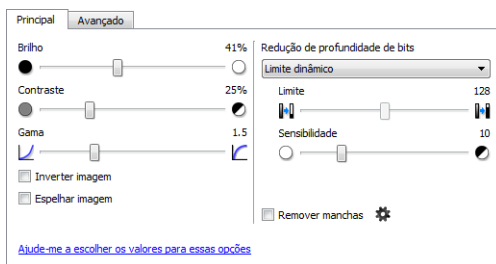 Principal Avançado
Brilho 41%
Contraste 25%
Gama 1.5
Inverter imagem
Espelhar imagem
Ajude-me a escolher os valores para essas opções
Redução de profundidade de bits
Limite dinâmico
Limite 128
Sensibilidade 10
Remover manchas